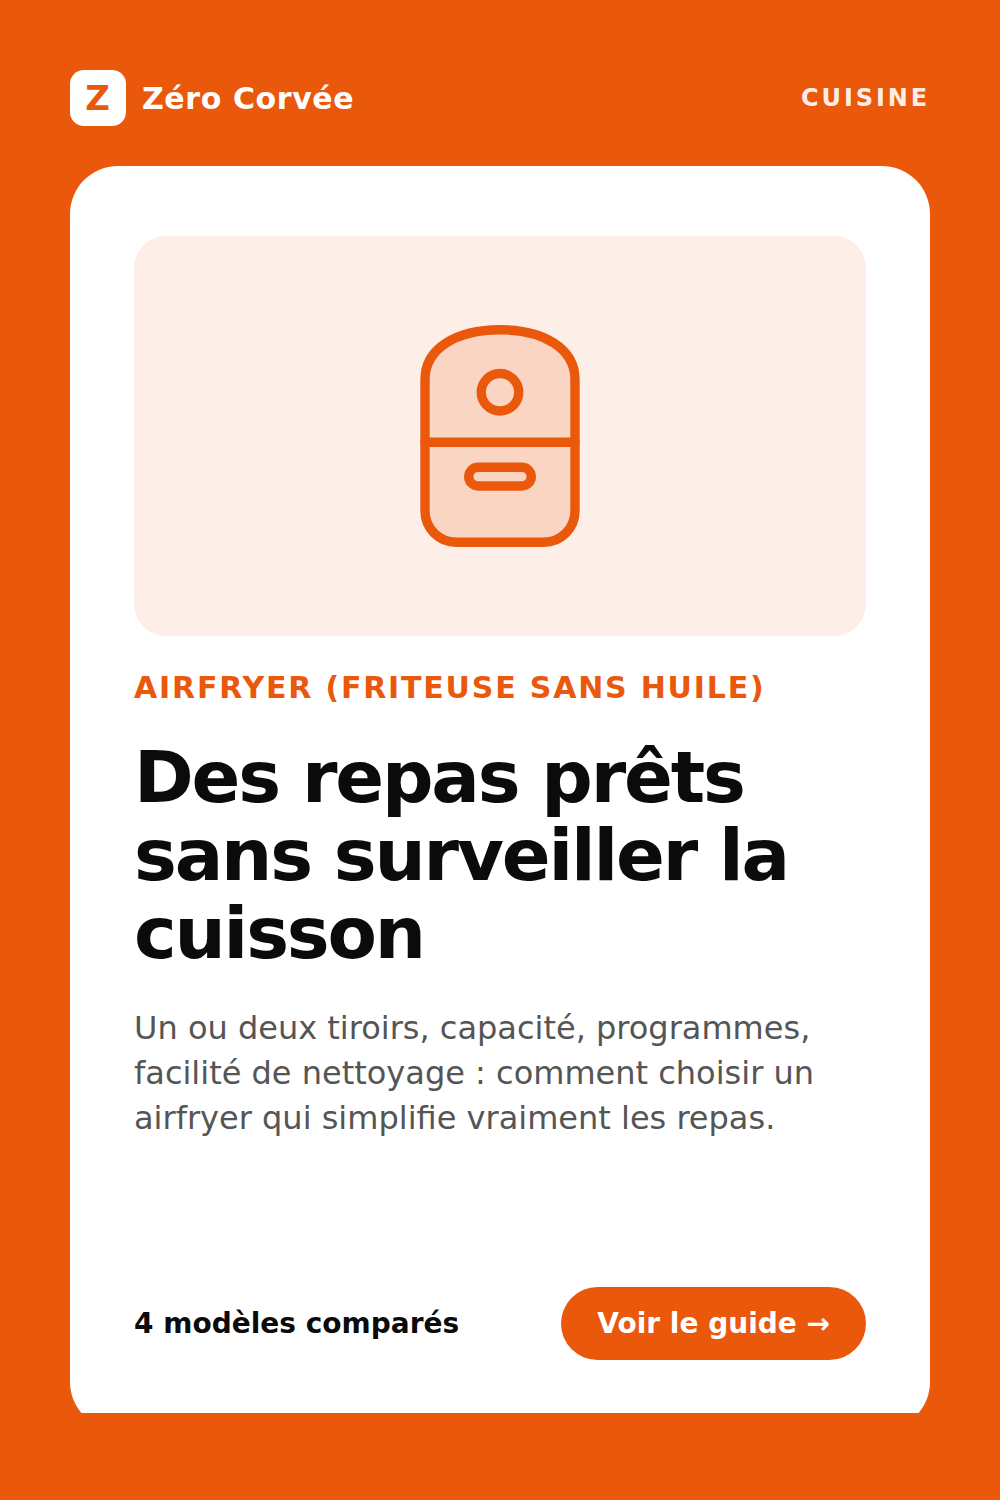 Z Zéro Corvée
CUISINE
AIRFRYER (FRITEUSE SANS HUILE)
Des repas prêts
sans surveiller la
cuisson
Un ou deux tiroirs, capacité, programmes,
facilité de nettoyage : comment choisir un
airfryer qui simplifie vraiment les repas.
4 modèles comparés
Voir le guide →